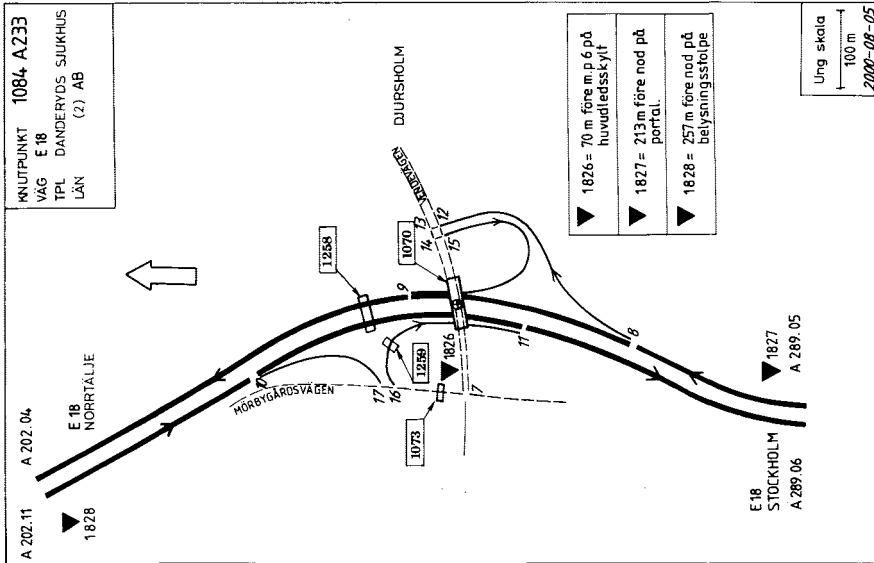 KNUTPUNKT 1084 A233
VÄG E 18
TPL DANDERYDS SJUKHUS
LÄN (2) AB
A 202.11
A 202.04
1828
E 18
NORRTÄLJE
MÖRBYGÅRDSVÄGEN
1258
9
17
16
1259
1826
1073
7
1070
11
14
13
12
15
VENDEVÄGEN
DJURSHOLM
8
1827
A 289.05
E 18
STOCKHOLM
A 289.06
1826 = 70 m före m.p 6 på
huvudledsskylt
1827 = 213 m före nod på
portal.
1828 = 257 m före nod på
belysningsstolpe
Ung skala
100 m
2000-08-05